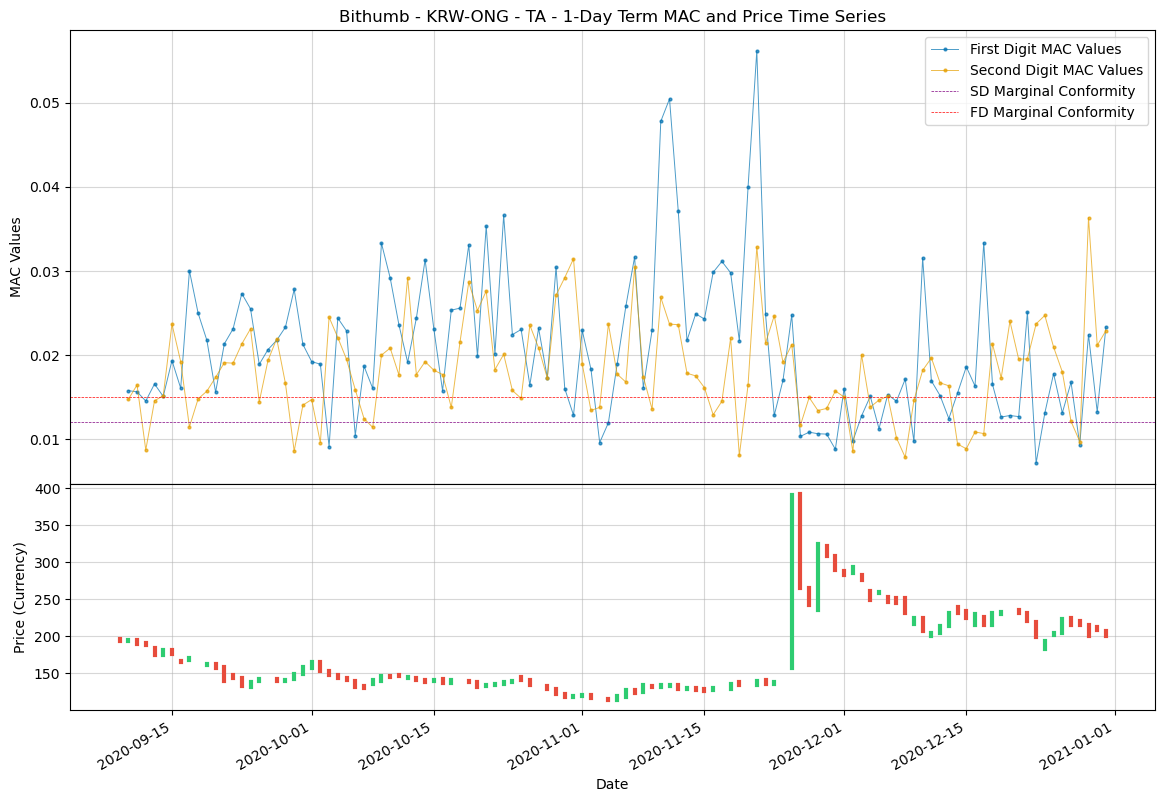 Bithumb - KRW-ONG - TA - 1-Day Term MAC and Price Time Series
First Digit MAC Values
Second Digit MAC Values
SD Marginal Conformity
FD Marginal Conformity
MAC Values
0.05
0.04
0.03
0.02
0.01
Price (Currency)
400
350
300
250
200
150
2020-09-15
2020-10-01
2020-10-15
2020-11-01
2020-11-15
2020-12-01
2020-12-15
2021-01-01
Date